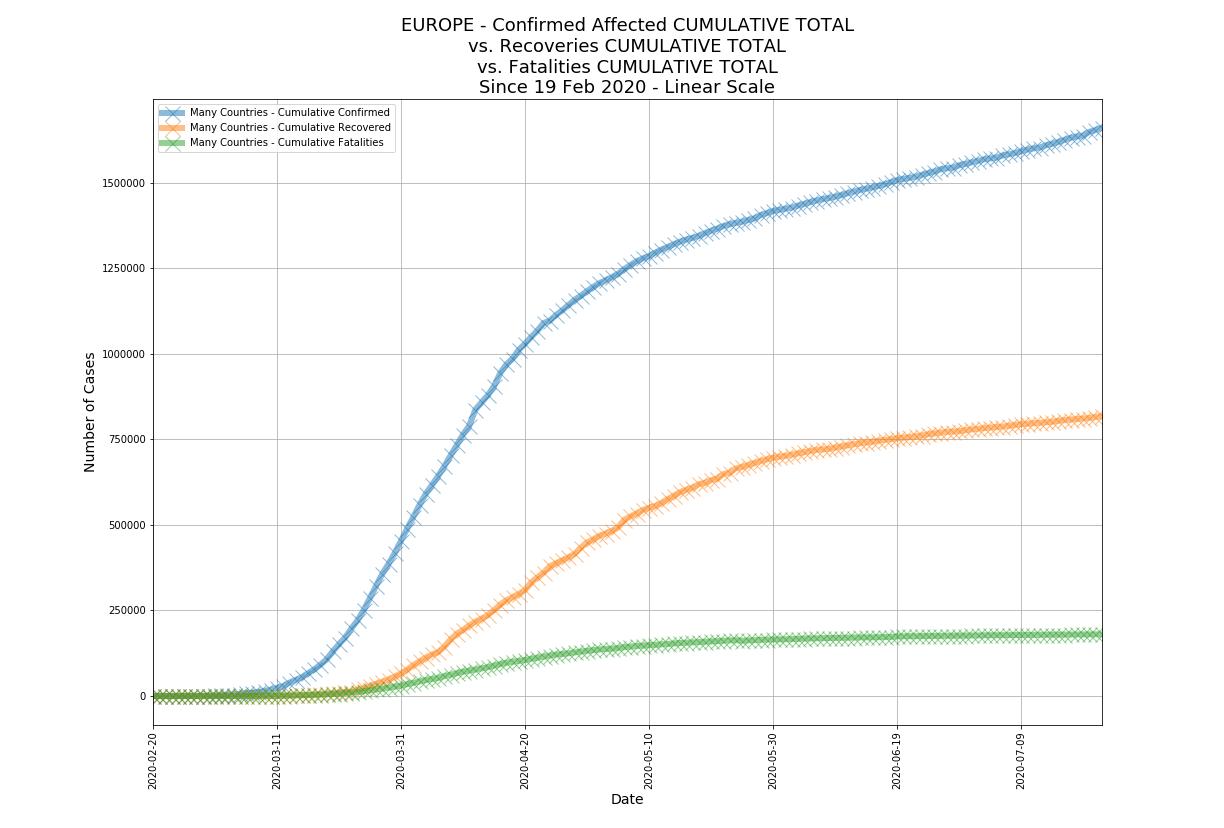 EUROPE - Confirmed Affected CUMULATIVE TOTAL
vs. Recoveries CUMULATIVE TOTAL
vs. Fatalities CUMULATIVE TOTAL
Since 19 Feb 2020 - Linear Scale
Many Countries - Cumulative Confirmed
Many Countries - Cumulative Recovered
Many Countries - Cumulative Fatalities
Number of Cases
1500000
1250000
1000000
750000
500000
250000
0
2020-02-20
2020-03-11
2020-03-31
2020-04-20
2020-05-10
2020-05-30
2020-06-19
2020-07-09
Date